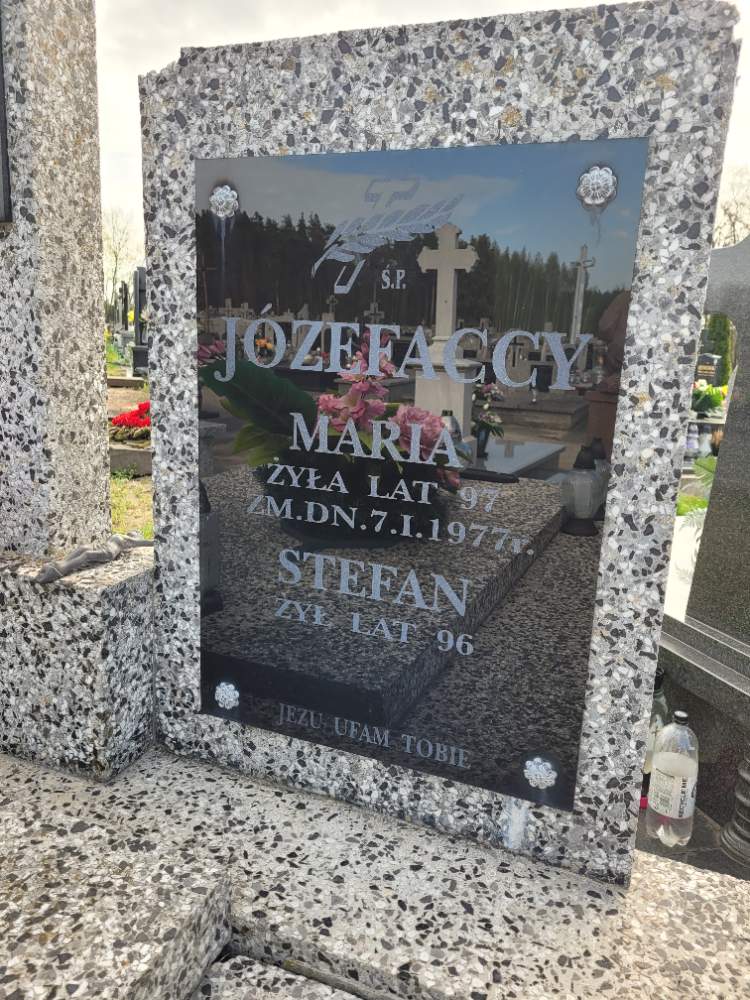 Ś.P.
JÓZEFACCY
MARIA
ŻYŁA LAT 97
ZM.DN.7.I.1977r.
STEFAN
ŻYŁ LAT 96
JEZU UFAM TOBIE